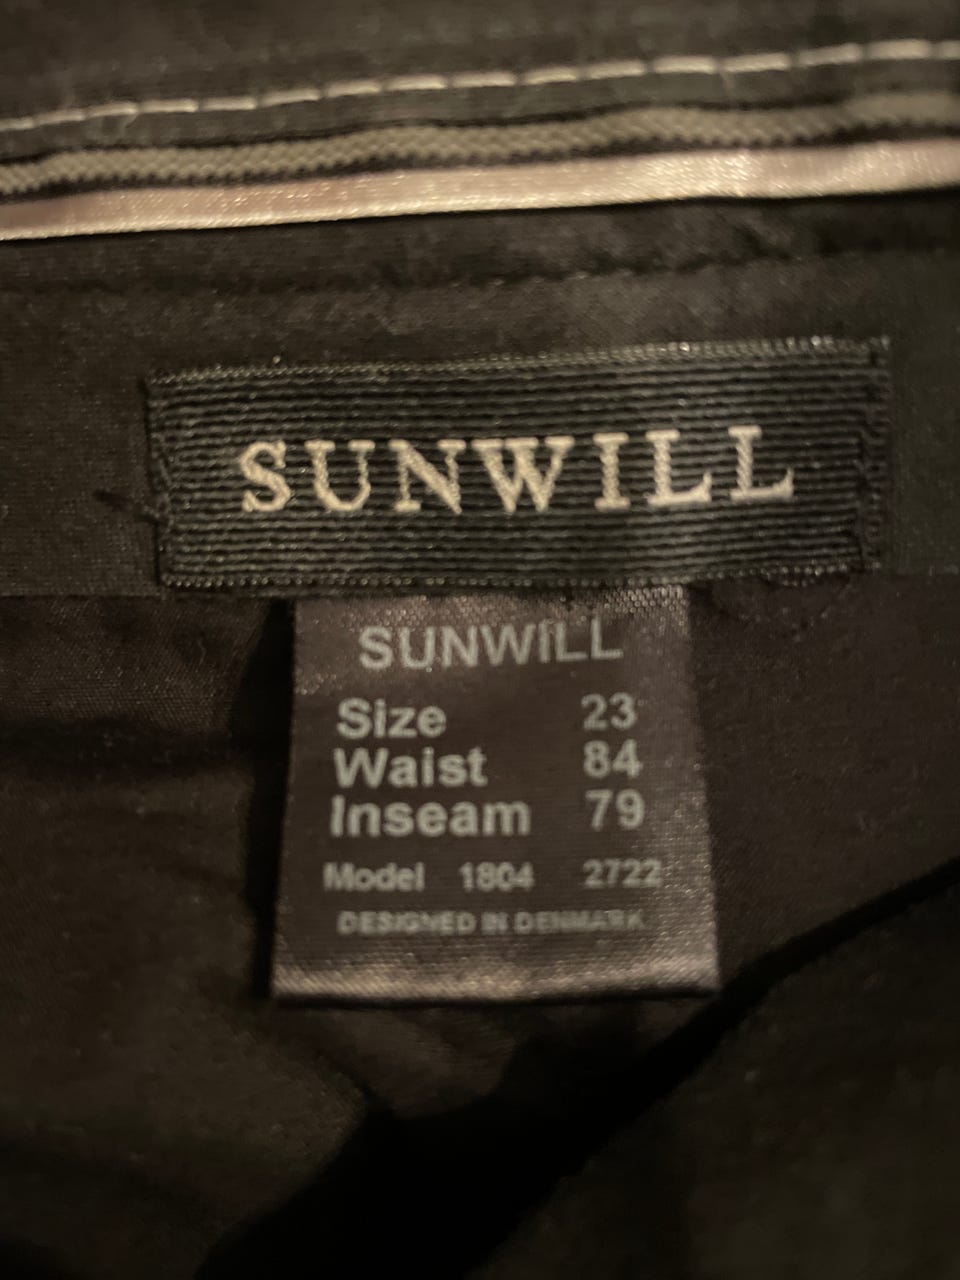 SUNWILL
SUNWILL
Size 23
Waist 84
Inseam 79
Model 1804 2722
DESIGNED IN DENMARK